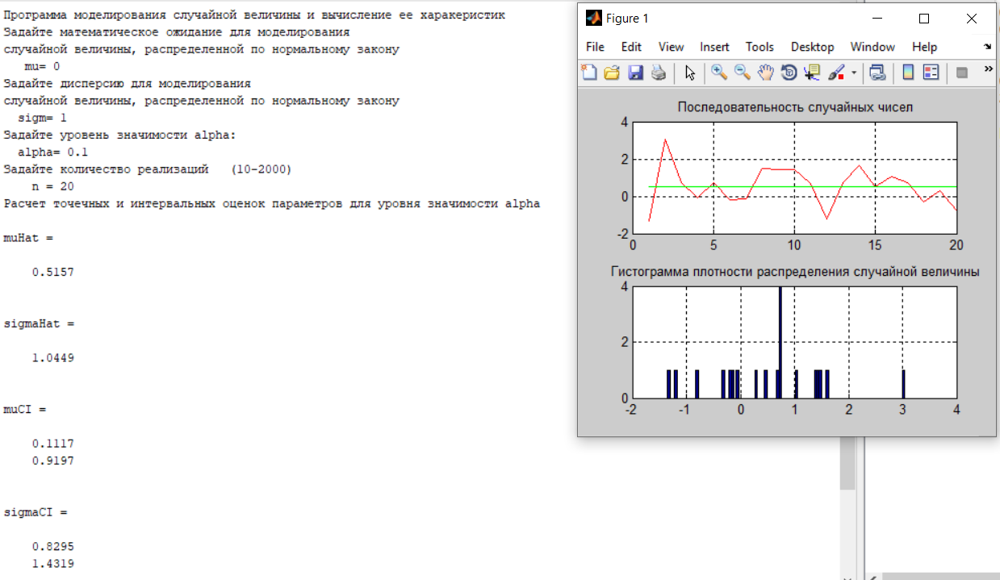 Программа моделирования случайной величины и вычисление ее характеристик
Задайте математическое ожидание для моделирования
случайной величины, распределенной по нормальному закону
mu= 0
Задайте дисперсию для моделирования
случайной величины, распределенной по нормальному закону
sigm= 1
Задайте уровень значимости alpha:
alpha= 0.1
Задайте количество реализаций (10-2000)
n = 20
Расчет точечных и интервальных оценок параметров для уровня значимости alpha
muHat =
0.5157
sigmaHat =
1.0449
muCI =
0.1117
0.9197
sigmaCI =
0.8295
1.4319
Figure 1
File Edit View Insert Tools Desktop Window Help
Последовательность случайных чисел
4
2
0
-2
0 5 10 15 20
Гистограмма плотности распределения случайной величины
4
2
0
-2 -1 0 1 2 3 4